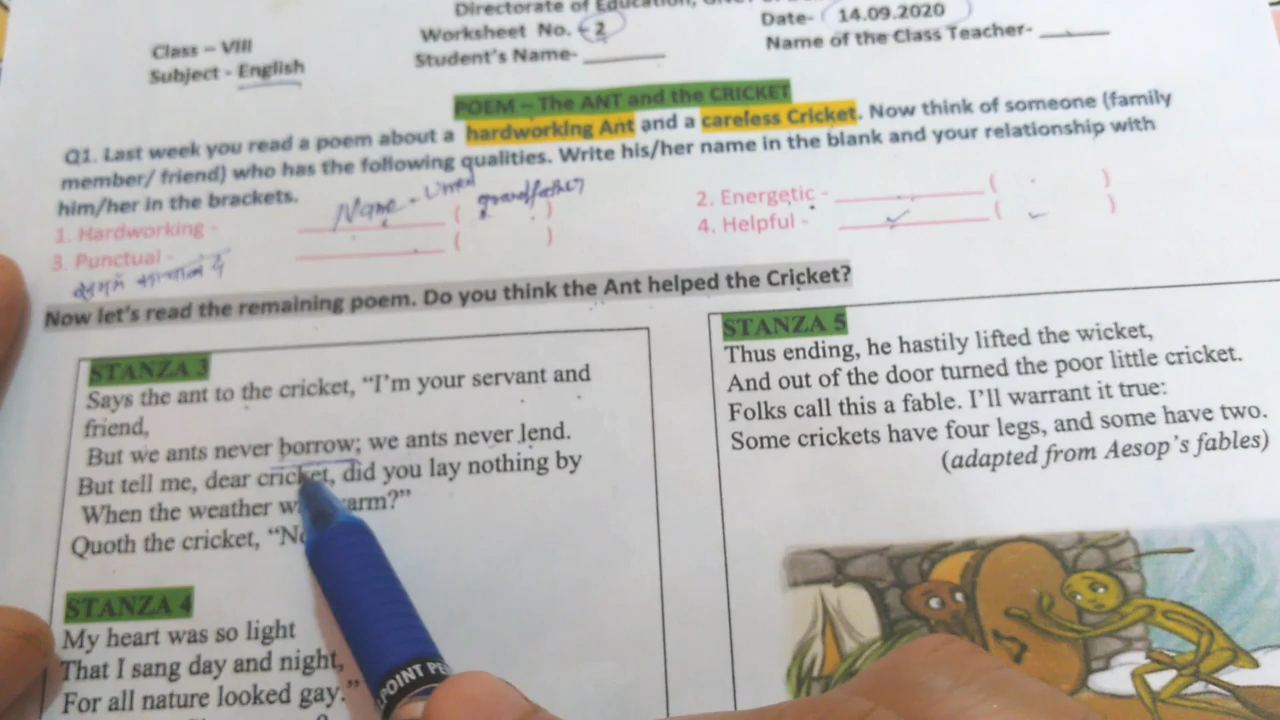 Directorate of Education,
Class – VIII
Worksheet No. - 2
Date- 14.09.2020
Subject - English
Student's Name-
Name of the Class Teacher-
POEM – The ANT and the CRICKET
Q1. Last week you read a poem about a hardworking Ant and a careless Cricket. Now think of someone (family
member/ friend) who has the following qualities. Write his/her name in the blank and your relationship with
him/her in the brackets.
1. Hardworking - Name - ( grandfather )
2. Energetic - ( )
3. Punctual - ( )
4. Helpful - ( )
Now let's read the remaining poem. Do you think the Ant helped the Cricket?
STANZA 3
Says the ant to the cricket, “I'm your servant and
friend,
But we ants never borrow; we ants never lend.
But tell me, dear cricket, did you lay nothing by
When the weather arm?”
Quoth the cricket,
STANZA 4
My heart was so light
That I sang day and night,
For all nature looked gay.”
STANZA 5
Thus ending, he hastily lifted the wicket,
And out of the door turned the poor little cricket.
Folks call this a fable. I'll warrant it true:
Some crickets have four legs, and some have two.
(adapted from Aesop's fables)
POINT PE